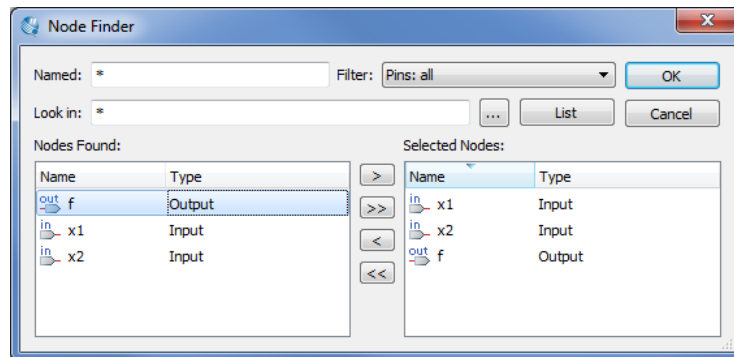 Node Finder
Named: * Filter: Pins: all OK
Look in: * ... List Cancel
Nodes Found: Selected Nodes:
Name Type > Name Type
out f Output >> in x1 Input
in x1 Input < in x2 Input
in x2 Input << out f Output